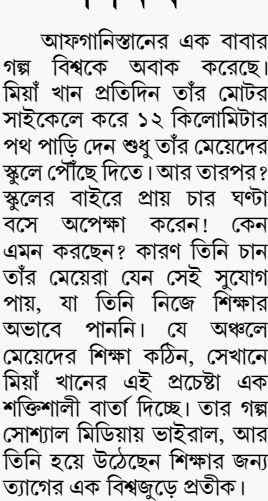 আফগানিস্তানের এক বাবার
গল্প বিশ্বকে অবাক করেছে।
মিয়াঁ খান প্রতিদিন তাঁর মোটর
সাইকেলে করে ১২ কিলোমিটার
পথ পাড়ি দেন শুধু তাঁর মেয়েদের
স্কুলে পৌঁছে দিতে। আর তারপর?
স্কুলের বাইরে প্রায় চার ঘণ্টা
বসে অপেক্ষা করেন! কেন
এমন করছেন? কারণ তিনি চান
তাঁর মেয়েরা যেন সেই সুযোগ
পায়, যা তিনি নিজে শিক্ষার
অভাবে পাননি। যে অঞ্চলে
মেয়েদের শিক্ষা কঠিন, সেখানে
মিয়াঁ খানের এই প্রচেষ্টা এক
শক্তিশালী বার্তা দিচ্ছে। তার গল্প
সোশ্যাল মিডিয়ায় ভাইরাল, আর
তিনি হয়ে উঠেছেন শিক্ষার জন্য
ত্যাগের এক বিশ্বজুড়ে প্রতীক।